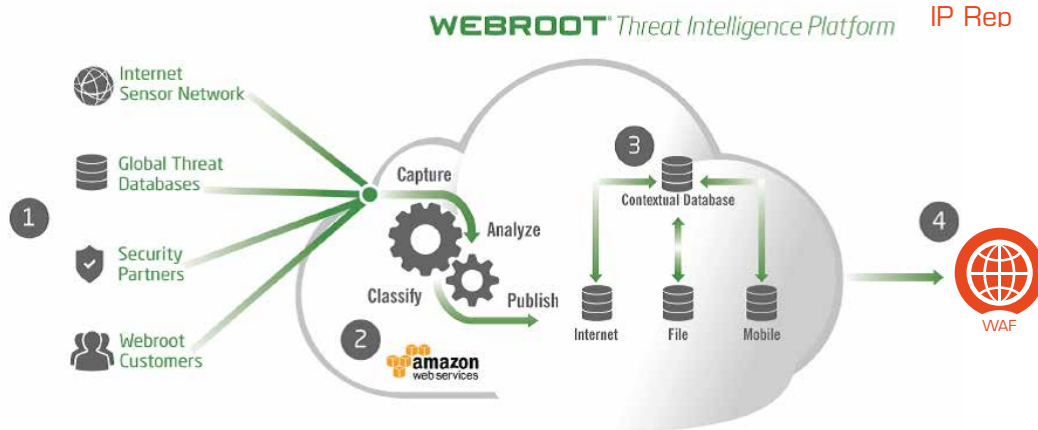 WEBROOT® Threat Intelligence Platform
IP Rep
1
Internet
Sensor Network
Global Threat
Databases
Security
Partners
Webroot
Customers
Capture
Analyze
Classify
Publish
2
amazon
web services
3
Contextual Database
Internet
File
Mobile
4
WAF